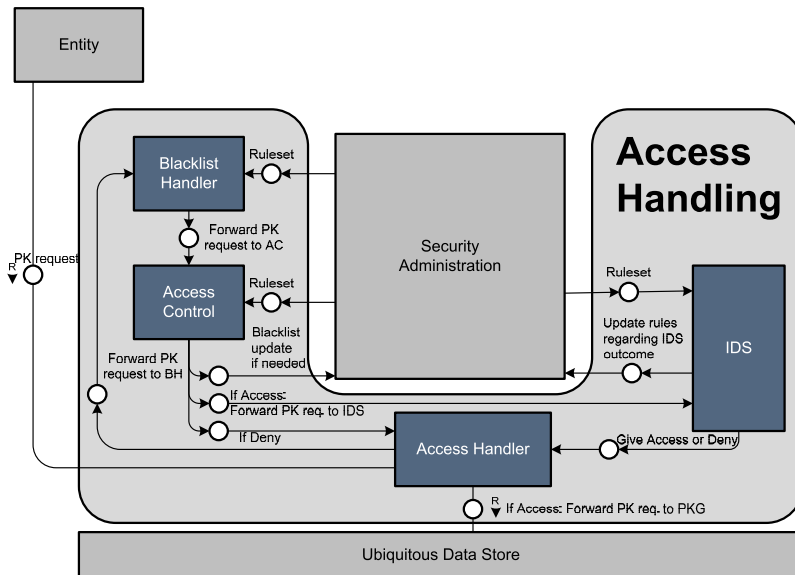 Entity
Access
Handling
Blacklist
Handler
Ruleset
Forward PK
request to AC
Security
Administration
PK request
R
Access
Control
Ruleset
Ruleset
IDS
Blacklist
update
if needed
Update rules
regarding IDS
outcome
Forward PK
request to BH
If Access:
Forward PK req. to IDS
If Deny
Access Handler
Give Access or Deny
R
If Access: Forward PK req. to PKG
Ubiquitous Data Store